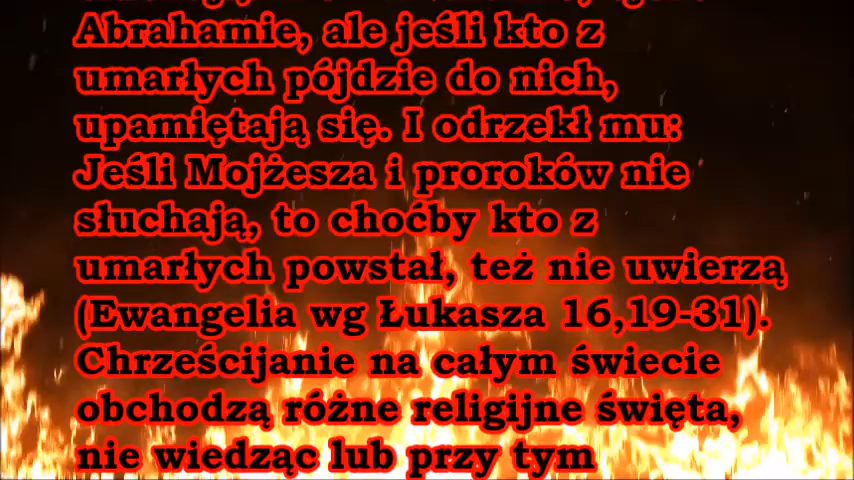 Abrahamie, ale jeśli kto z
umarłych pójdzie do nich,
upamiętają się. I odrzekł mu:
Jeśli Mojżesza i proroków nie
słuchają, to choćby kto z
umarłych powstał, też nie uwierzą
(Ewangelia wg Łukasza 16,19-31).
Chrześcijanie na całym świecie
obchodzą różne religijne święta,
nie wiedząc lub przy tym